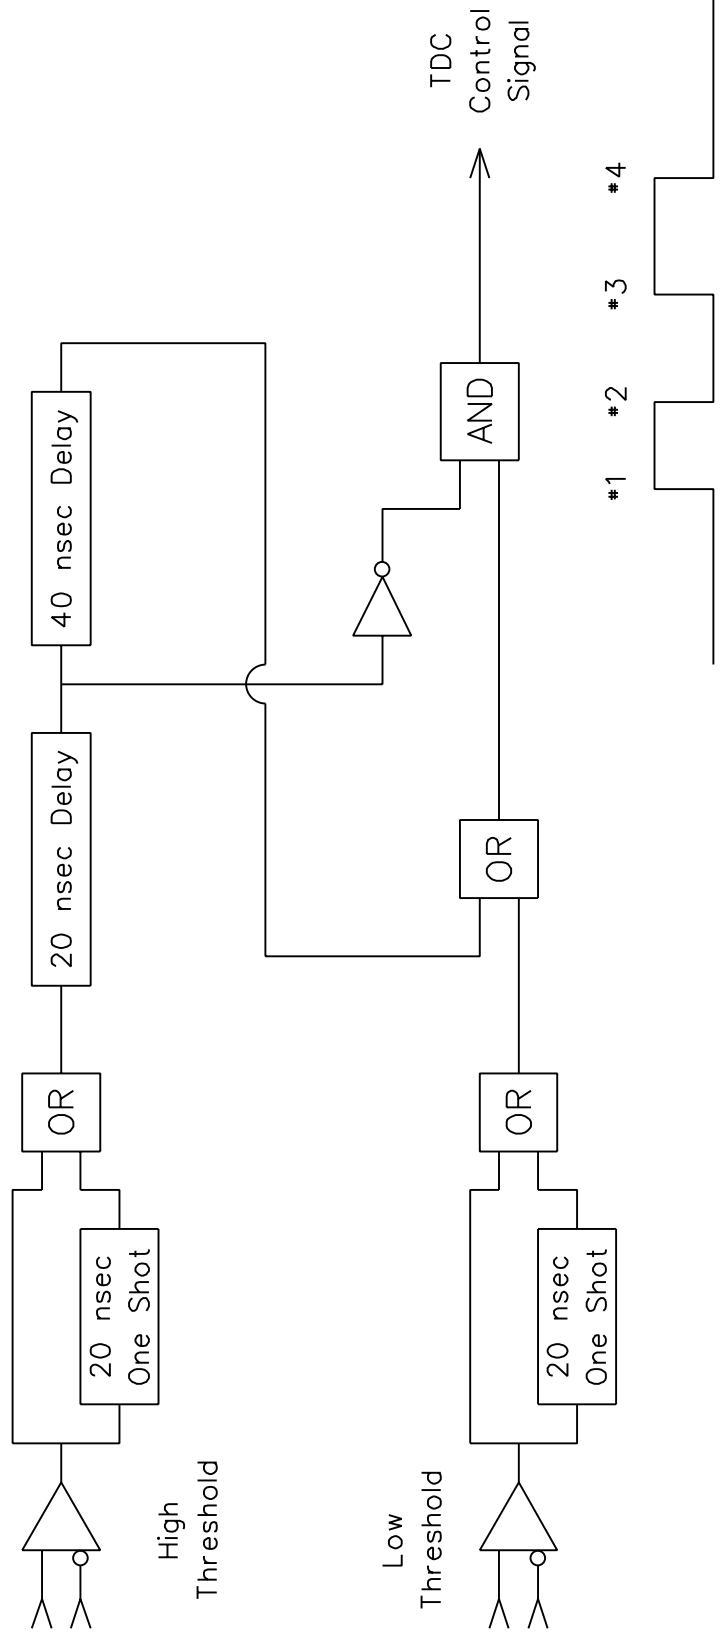 High
Threshold
20 nsec
One Shot
OR
20 nsec Delay
40 nsec Delay
Low
Threshold
20 nsec
One Shot
OR
OR
AND
TDC
Control
Signal
#1
#2
#3
#4